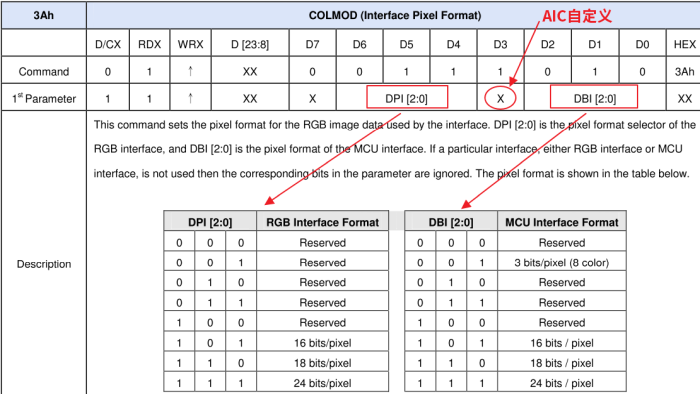 3Ah COLMOD (Interface Pixel Format) AIC自定义
D/CX RDX WRX D [23:8] D7 D6 D5 D4 D3 D2 D1 D0 HEX
Command 0 1 ↑ XX 0 0 1 1 1 0 1 0 3Ah
1st Parameter 1 1 ↑ XX X DPI [2:0] X DBI [2:0] XX
This command sets the pixel format for the RGB image data used by the interface. DPI [2:0] is the pixel format selector of the
RGB interface, and DBI [2:0] is the pixel format of the MCU interface. If a particular interface, either RGB interface or MCU
interface, is not used then the corresponding bits in the parameter are ignored. The pixel format is shown in the table below.
Description
DPI [2:0] RGB Interface Format
0 0 0 Reserved
0 0 1 Reserved
0 1 0 Reserved
0 1 1 Reserved
1 0 0 Reserved
1 0 1 16 bits/pixel
1 1 0 18 bits/pixel
1 1 1 24 bits/pixel
DBI [2:0] MCU Interface Format
0 0 0 Reserved
0 0 1 3 bits/pixel (8 color)
0 1 0 Reserved
0 1 1 Reserved
1 0 0 Reserved
1 0 1 16 bits / pixel
1 1 0 18 bits / pixel
1 1 1 24 bits / pixel